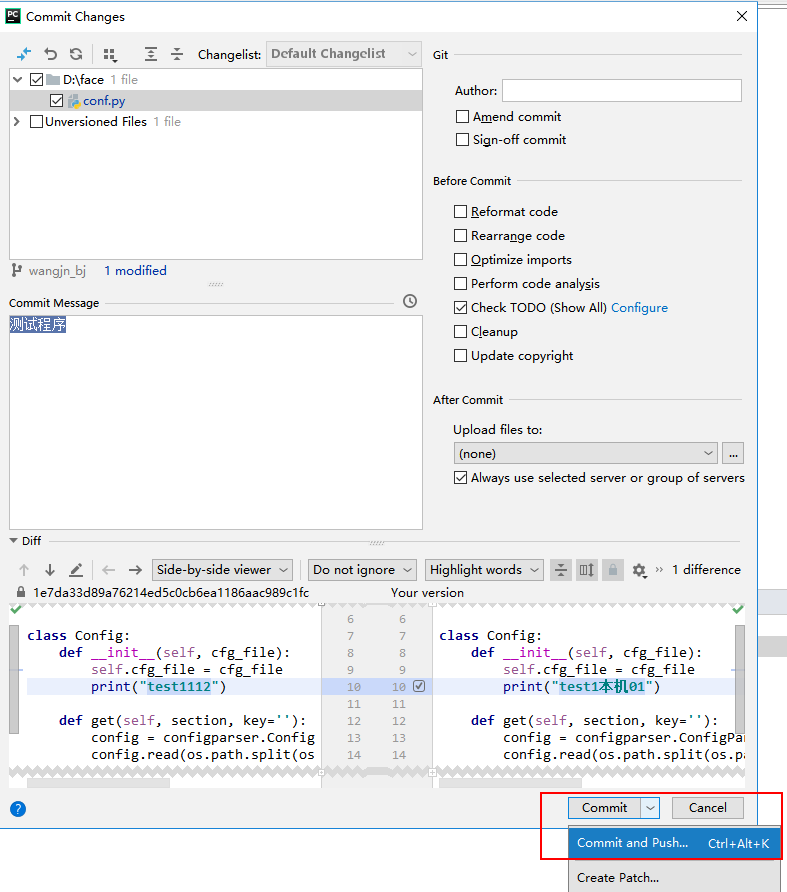 PC Commit Changes
Changelist: Default Changelist
D:\face 1 file
conf.py
Unversioned Files 1 file
wangjn_bj 1 modified
Commit Message
测试程序
Git
Author:
Amend commit
Sign-off commit
Before Commit
Reformat code
Rearrange code
Optimize imports
Perform code analysis
Check TODO (Show All) Configure
Cleanup
Update copyright
After Commit
Upload files to:
(none) ...
Always use selected server or group of servers
Diff
Side-by-side viewer Do not ignore Highlight words 1 difference
1e7da33d89a76214ed5c0cb6ea1186aac989c1fc Your version
6 6
class Config: 7 7 class Config:
def __init__(self, cfg_file): 8 8 def __init__(self, cfg_file):
self.cfg_file = cfg_file 9 9 self.cfg_file = cfg_file
print("test1112") 10 10 print("test1本机01")
11 11
def get(self, section, key=''): 12 12 def get(self, section, key=''):
config = configparser.Config 13 13 config = configparser.ConfigPar
config.read(os.path.split(os 14 14 config.read(os.path.split(os.pa
? Commit Cancel
Commit and Push... Ctrl+Alt+K
Create Patch...